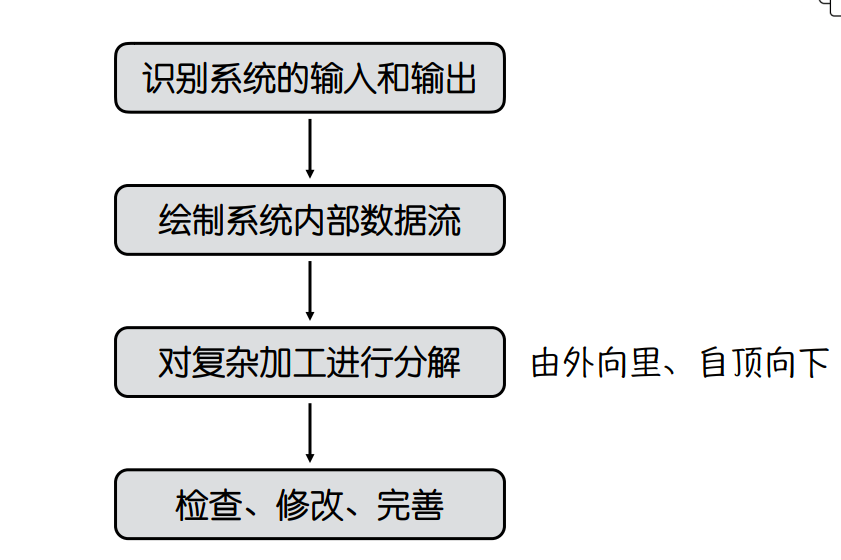 识别系统的输入和输出
绘制系统内部数据流
对复杂加工进行分解
由外向里、自顶向下
检查、修改、完善